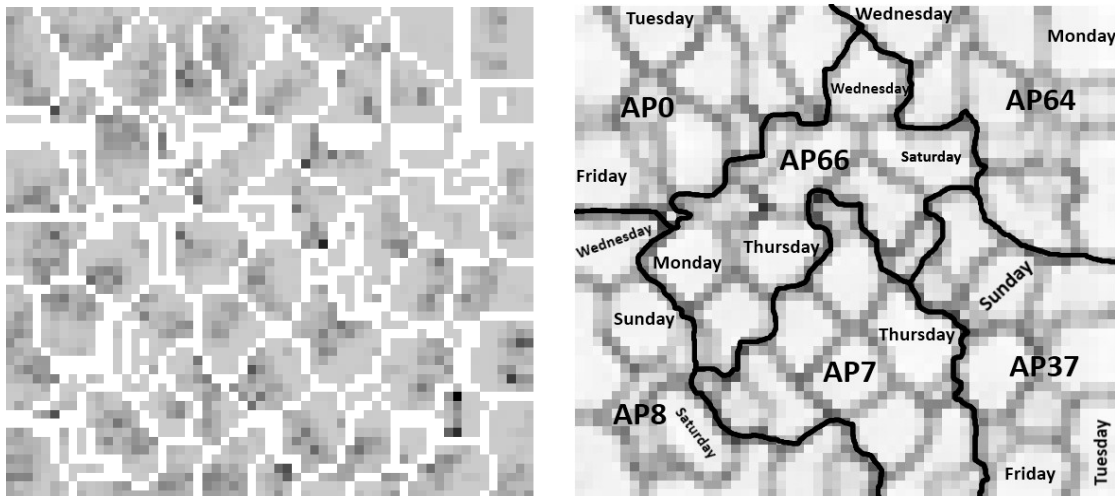 Tuesday
Wednesday
Monday
Wednesday
AP0
AP64
Saturday
AP66
Friday
Wednesday
Thursday
Monday
Sunday
Sunday
Thursday
AP37
AP7
AP8
Saturday
Tuesday
Friday